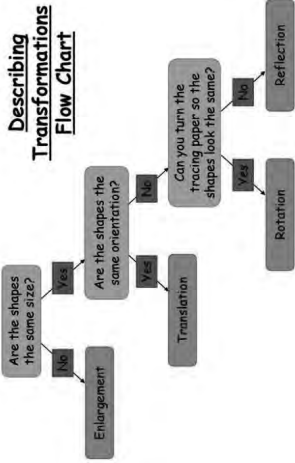 Describing
Transformations
Flow Chart
Are the shapes
the same size?
No
Yes
Enlargement
Are the shapes the
same orientation?
Yes
No
Translation
Can you turn the
tracing paper so the
shapes look the same?
Yes
No
Rotation
Reflection